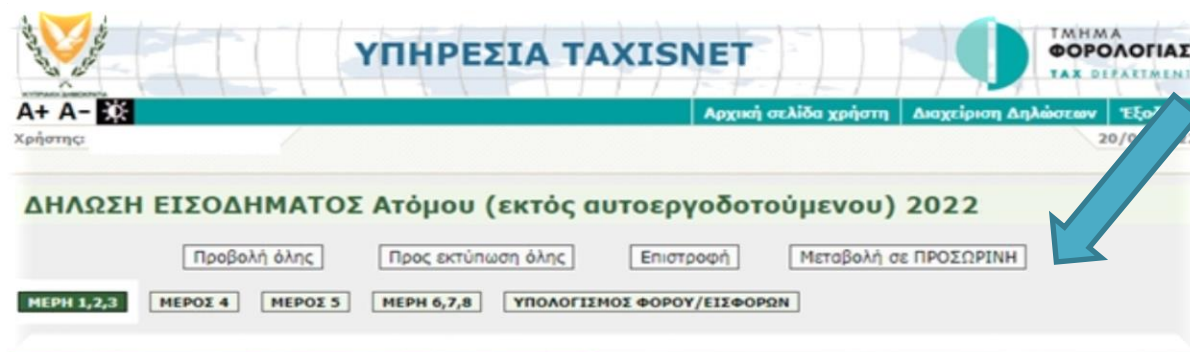 ΥΠΗΡΕΣΙΑ TAXISNET
ΤΜΗΜΑ
ΦΟΡΟΛΟΓΙΑΣ
TAX DEPARTMENT
ΚΥΠΡΙΑΚΗ ΔΗΜΟΚΡΑΤΙΑ
A+ A-
Αρχική σελίδα χρήστη Διαχείριση Δηλώσεων
Χρήστης:
ΔΗΛΩΣΗ ΕΙΣΟΔΗΜΑΤΟΣ Ατόμου (εκτός αυτοεργοδοτούμενου) 2022
Προβολή όλης Προς εκτύπωση όλης Επιστροφή Μεταβολή σε ΠΡΟΣΩΡΙΝΗ
ΜΕΡΗ 1,2,3 ΜΕΡΟΣ 4 ΜΕΡΟΣ 5 ΜΕΡΗ 6,7,8 ΥΠΟΛΟΓΙΣΜΟΣ ΦΟΡΟΥ/ΕΙΣΦΟΡΩΝ